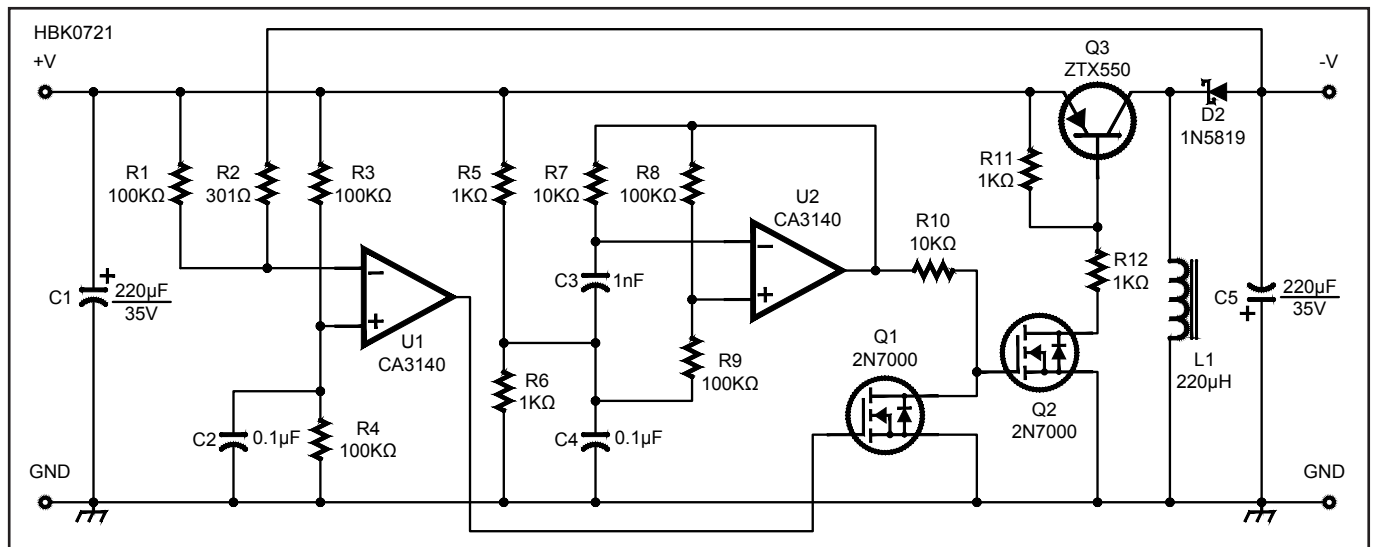 HBK0721
+V
Q3
ZTX550
-V
D2
1N5819
R1
100KΩ
R2
301Ω
R3
100KΩ
R5
1KΩ
R7
10KΩ
R8
100KΩ
R11
1KΩ
U2
CA3140
R10
10KΩ
R12
1KΩ
C1
+
220µF
35V
C3
1nF
C5
+
220µF
35V
−
+
U1
CA3140
−
+
Q1
2N7000
L1
220µH
R6
1KΩ
R9
100KΩ
Q2
2N7000
C2
0.1µF
R4
100KΩ
C4
0.1µF
GND
GND